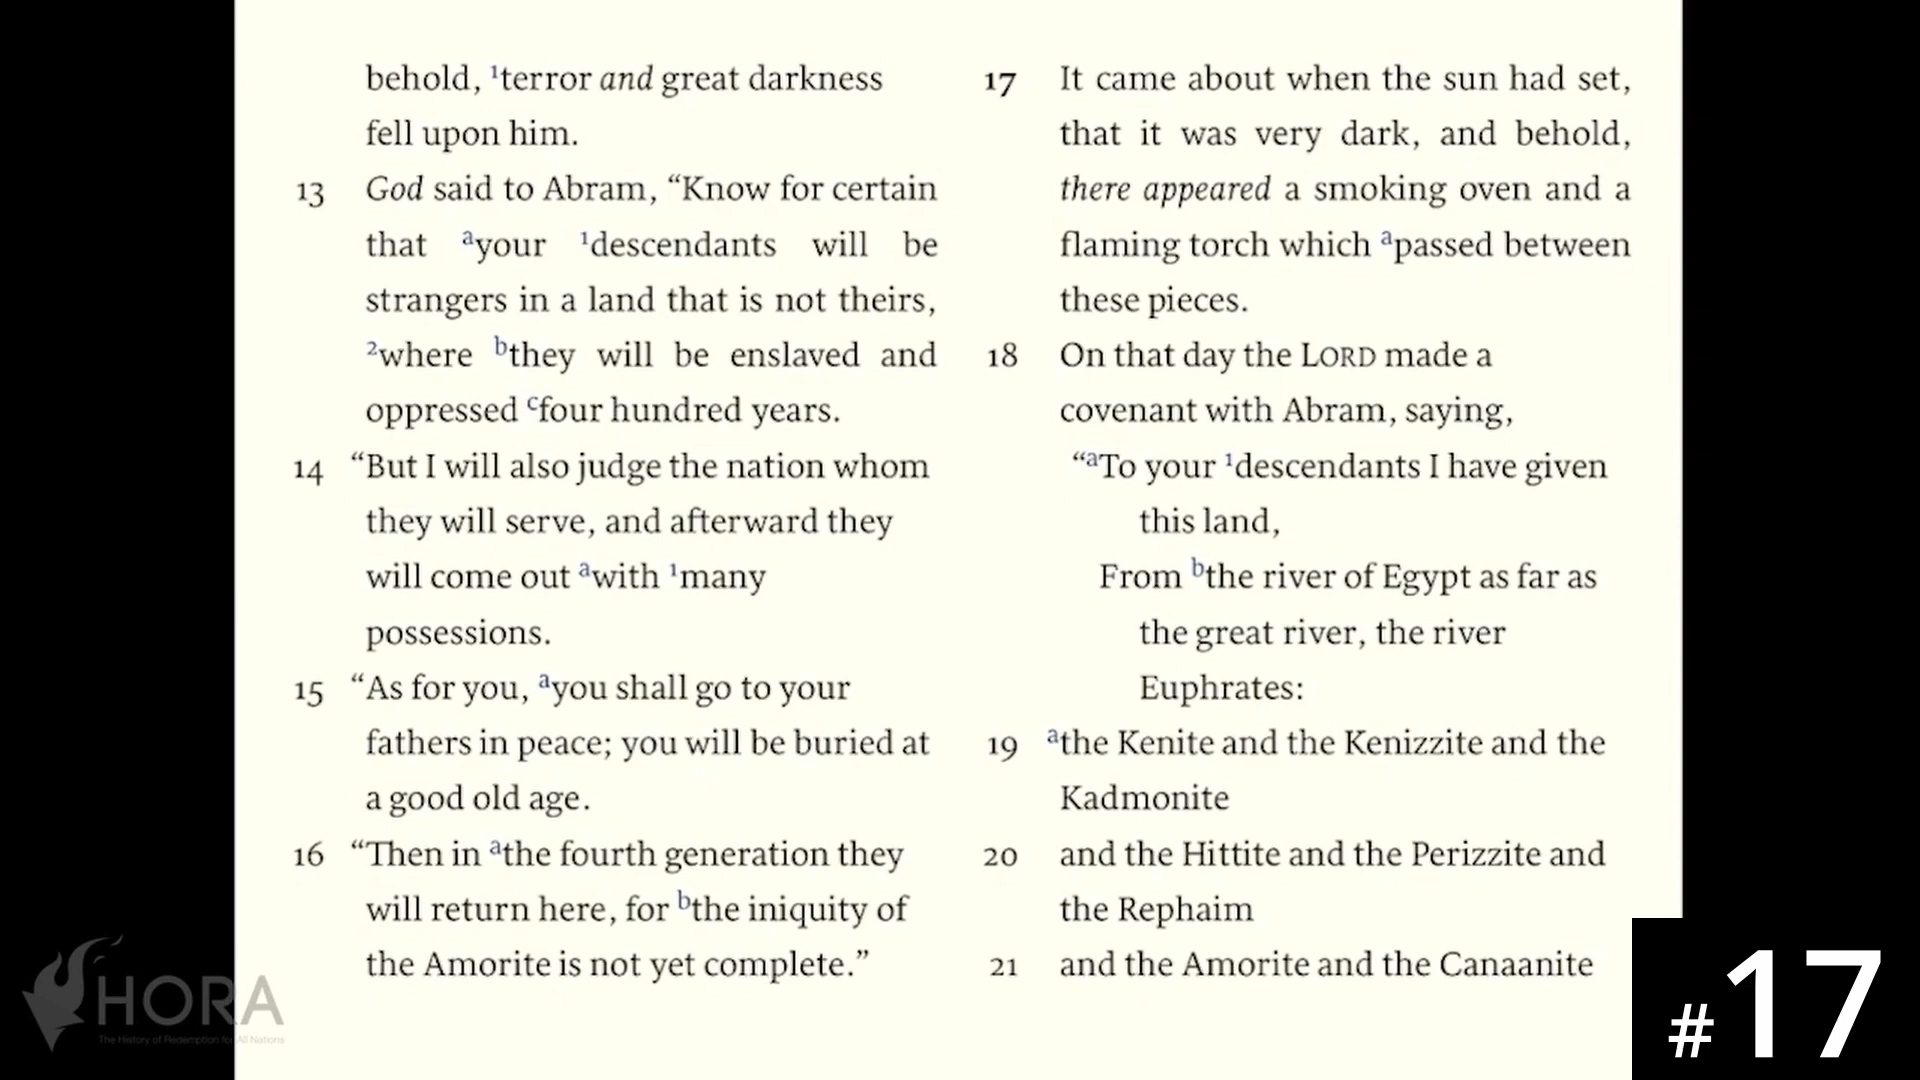 behold, ¹terror and great darkness
fell upon him.
13 God said to Abram, “Know for certain
that ᵃyour ¹descendants will be
strangers in a land that is not theirs,
²where ᵇthey will be enslaved and
oppressed ᶜfour hundred years.
14 “But I will also judge the nation whom
they will serve, and afterward they
will come out ᵃwith ¹many
possessions.
15 “As for you, ᵃyou shall go to your
fathers in peace; you will be buried at
a good old age.
16 “Then in ᵃthe fourth generation they
will return here, for ᵇthe iniquity of
the Amorite is not yet complete.”
17 It came about when the sun had set,
that it was very dark, and behold,
there appeared a smoking oven and a
flaming torch which ᵃpassed between
these pieces.
18 On that day the LORD made a
covenant with Abram, saying,
“ᵃTo your ¹descendants I have given
this land,
From ᵇthe river of Egypt as far as
the great river, the river
Euphrates:
19 ᵃthe Kenite and the Kenizzite and the
Kadmonite
20 and the Hittite and the Perizzite and
the Rephaim
21 and the Amorite and the Canaanite
HORA
The History of Redemption for All Nations
#17